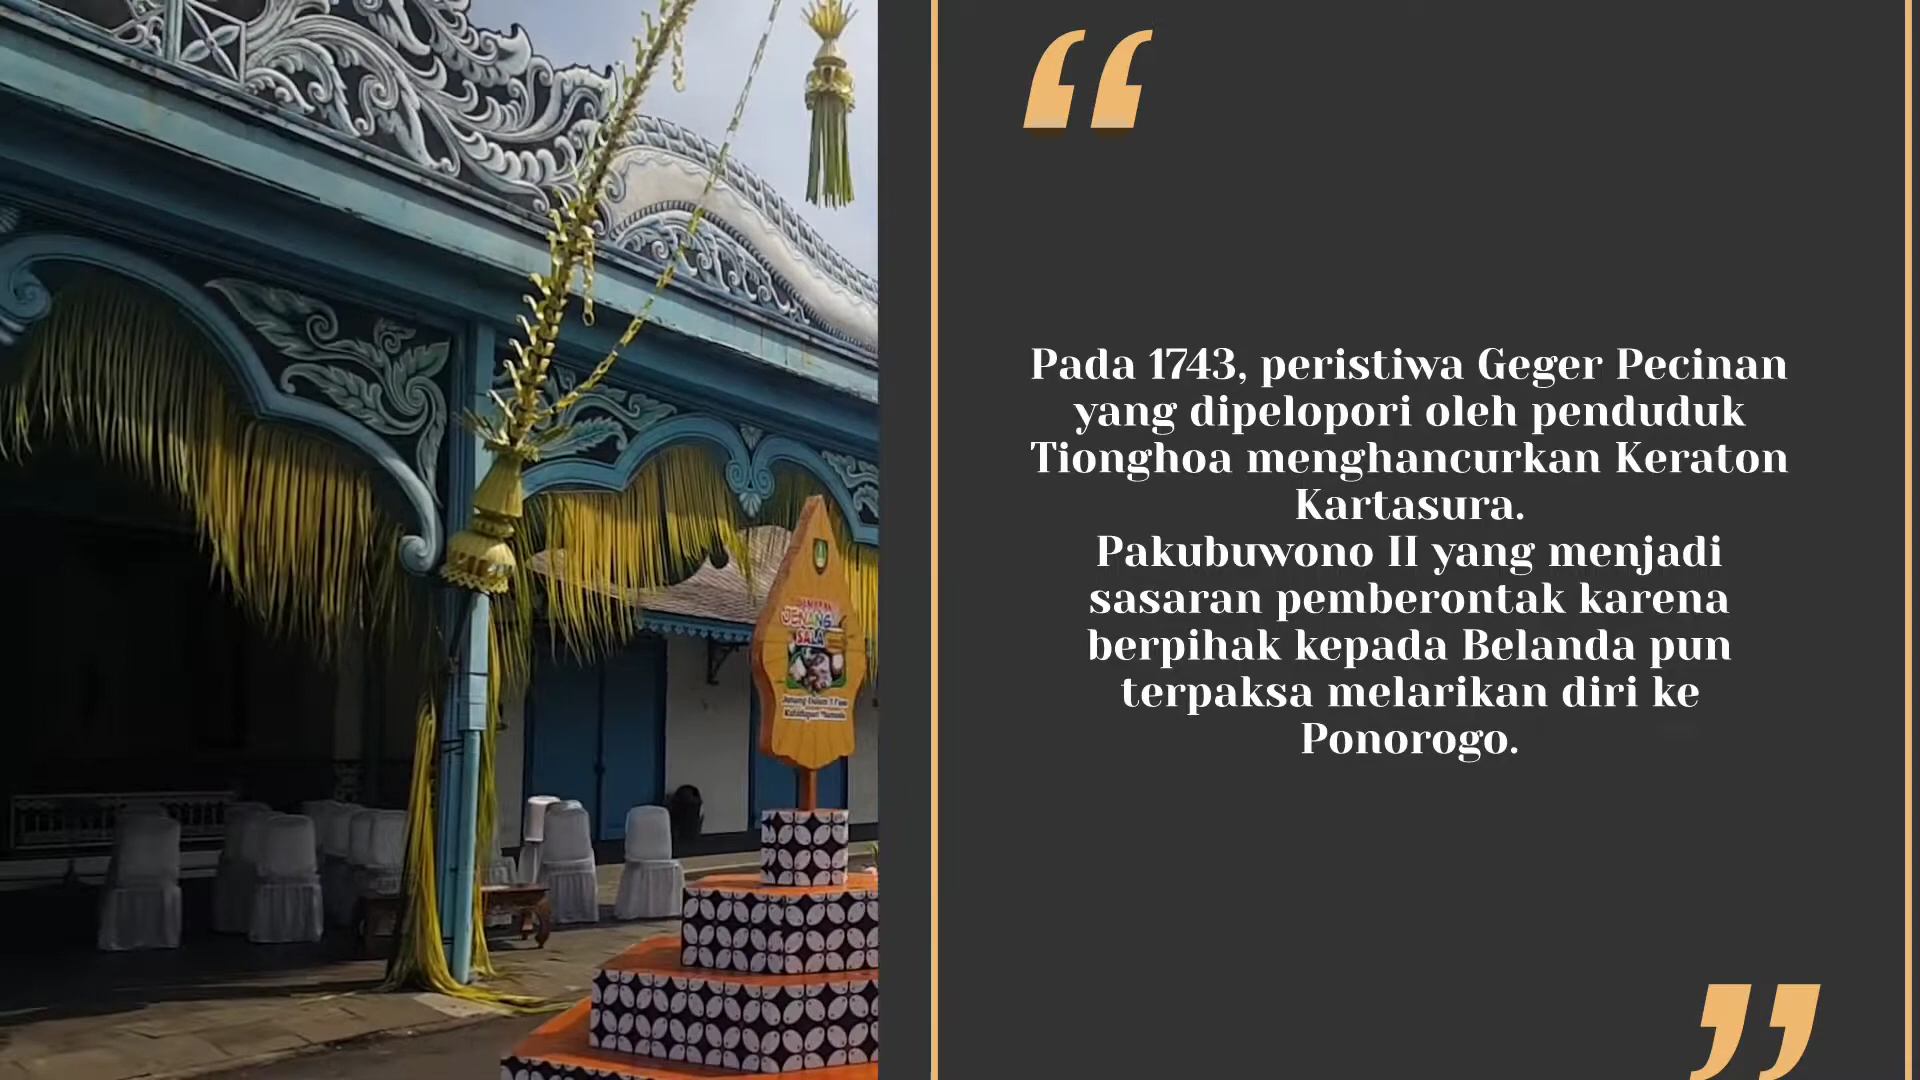 JENANG
SALA
Pada 1743, peristiwa Geger Pecinan
yang dipelopori oleh penduduk
Tionghoa menghancurkan Keraton
Kartasura.
Pakubuwono II yang menjadi
sasaran pemberontak karena
berpihak kepada Belanda pun
terpaksa melarikan diri ke
Ponorogo.